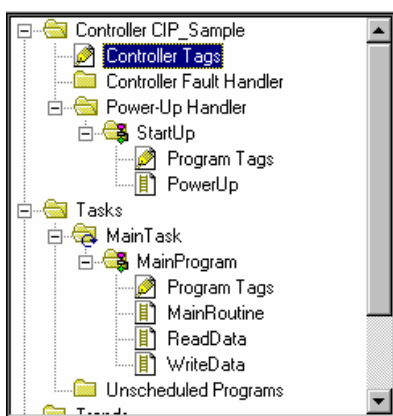 Controller CIP_Sample
Controller Tags
Controller Fault Handler
Power-Up Handler
StartUp
Program Tags
PowerUp
Tasks
MainTask
MainProgram
Program Tags
MainRoutine
ReadData
WriteData
Unscheduled Programs